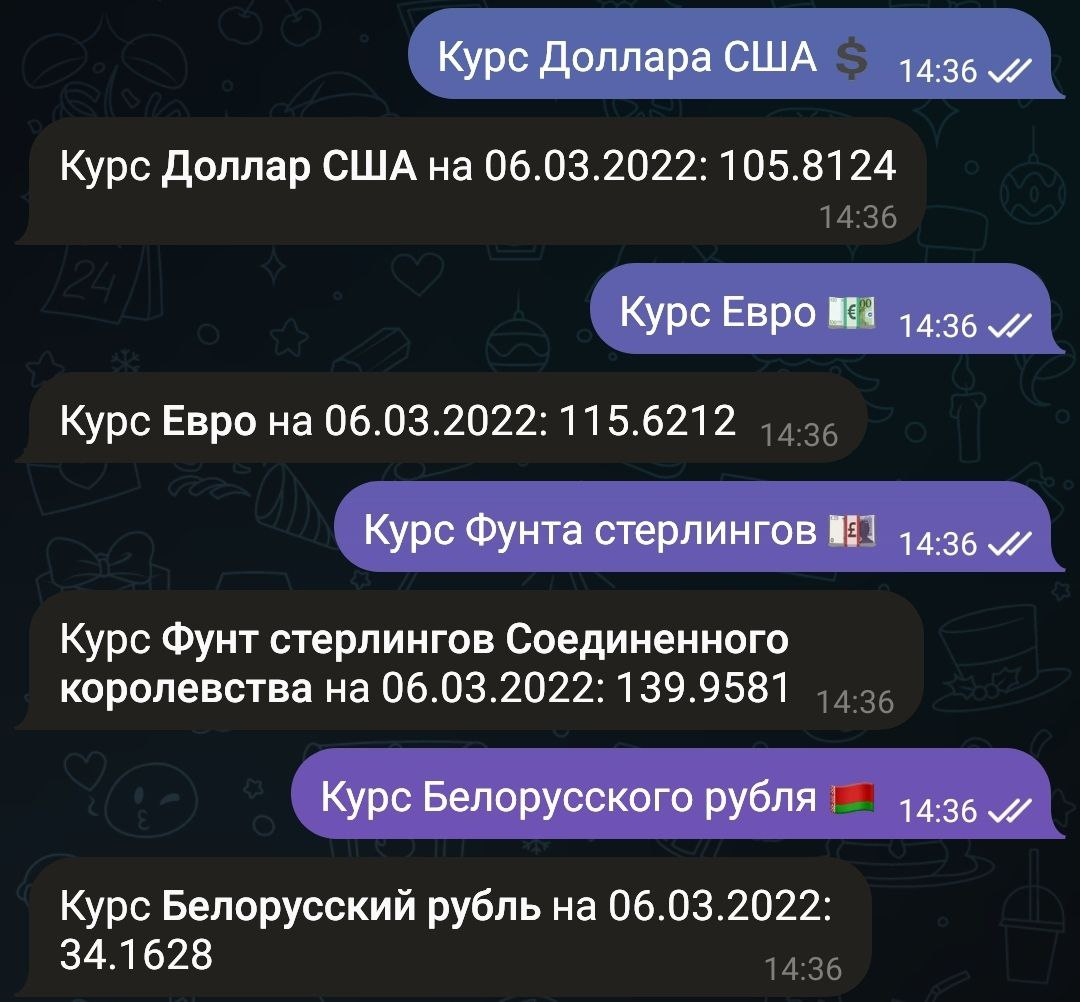 Курс Доллара США 💲 14:36
Курс Доллар США на 06.03.2022: 105.8124
14:36
Курс Евро 💶 14:36
Курс Евро на 06.03.2022: 115.6212 14:36
Курс Фунта стерлингов 💷 14:36
Курс Фунт стерлингов Соединенного
королевства на 06.03.2022: 139.9581 14:36
Курс Белорусского рубля 🇧🇾 14:36
Курс Белорусский рубль на 06.03.2022:
34.1628 14:36